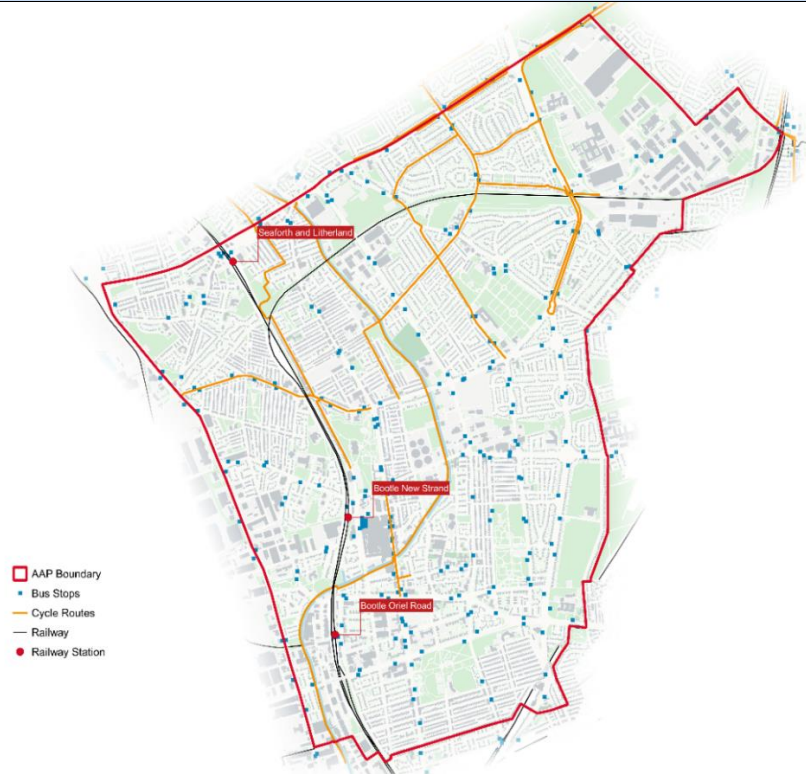 Seaforth and Litherland
Bootle New Strand
Bootle Oriel Road
AAP Boundary
Bus Stops
Cycle Routes
Railway
Railway Station